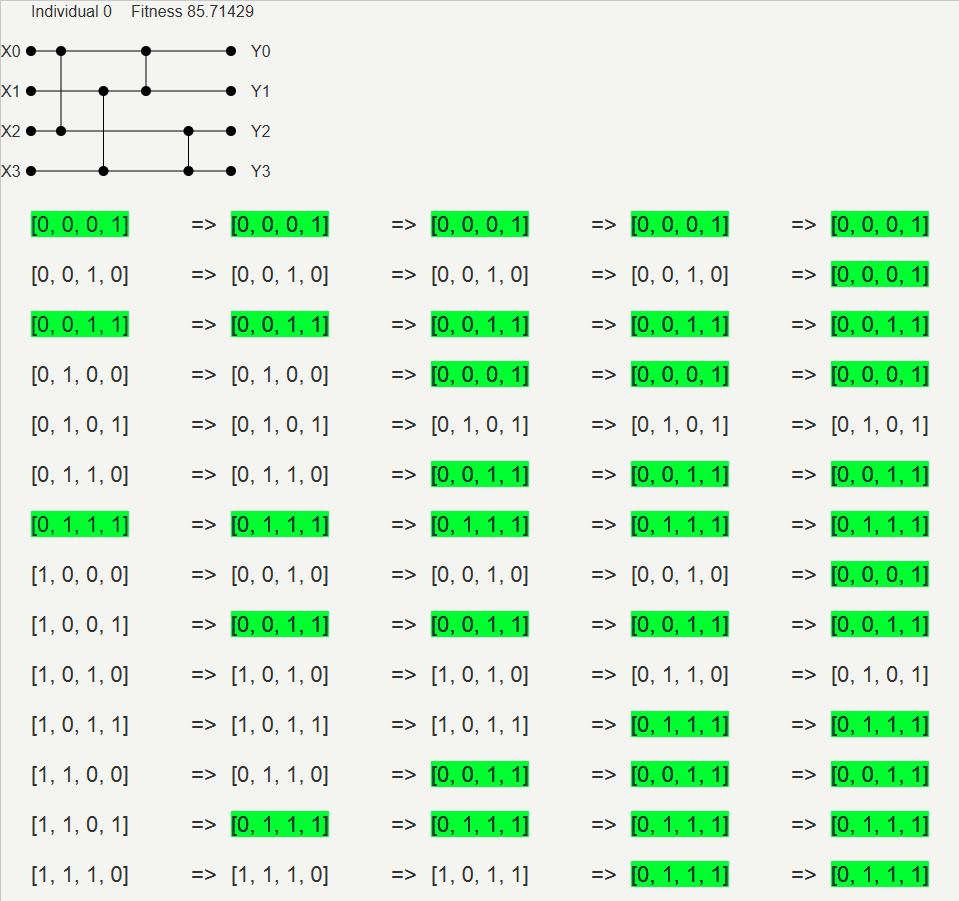 Individual 0 Fitness 85.71429
X0 Y0
X1 Y1
X2 Y2
X3 Y3
[0, 0, 0, 1] => [0, 0, 0, 1] => [0, 0, 0, 1] => [0, 0, 0, 1] => [0, 0, 0, 1]
[0, 0, 1, 0] => [0, 0, 1, 0] => [0, 0, 1, 0] => [0, 0, 1, 0] => [0, 0, 0, 1]
[0, 0, 1, 1] => [0, 0, 1, 1] => [0, 0, 1, 1] => [0, 0, 1, 1] => [0, 0, 1, 1]
[0, 1, 0, 0] => [0, 1, 0, 0] => [0, 0, 0, 1] => [0, 0, 0, 1] => [0, 0, 0, 1]
[0, 1, 0, 1] => [0, 1, 0, 1] => [0, 1, 0, 1] => [0, 1, 0, 1] => [0, 1, 0, 1]
[0, 1, 1, 0] => [0, 1, 1, 0] => [0, 0, 1, 1] => [0, 0, 1, 1] => [0, 0, 1, 1]
[0, 1, 1, 1] => [0, 1, 1, 1] => [0, 1, 1, 1] => [0, 1, 1, 1] => [0, 1, 1, 1]
[1, 0, 0, 0] => [0, 0, 1, 0] => [0, 0, 1, 0] => [0, 0, 1, 0] => [0, 0, 0, 1]
[1, 0, 0, 1] => [0, 0, 1, 1] => [0, 0, 1, 1] => [0, 0, 1, 1] => [0, 0, 1, 1]
[1, 0, 1, 0] => [1, 0, 1, 0] => [1, 0, 1, 0] => [0, 1, 1, 0] => [0, 1, 0, 1]
[1, 0, 1, 1] => [1, 0, 1, 1] => [1, 0, 1, 1] => [0, 1, 1, 1] => [0, 1, 1, 1]
[1, 1, 0, 0] => [0, 1, 1, 0] => [0, 0, 1, 1] => [0, 0, 1, 1] => [0, 0, 1, 1]
[1, 1, 0, 1] => [0, 1, 1, 1] => [0, 1, 1, 1] => [0, 1, 1, 1] => [0, 1, 1, 1]
[1, 1, 1, 0] => [1, 1, 1, 0] => [1, 0, 1, 1] => [0, 1, 1, 1] => [0, 1, 1, 1]